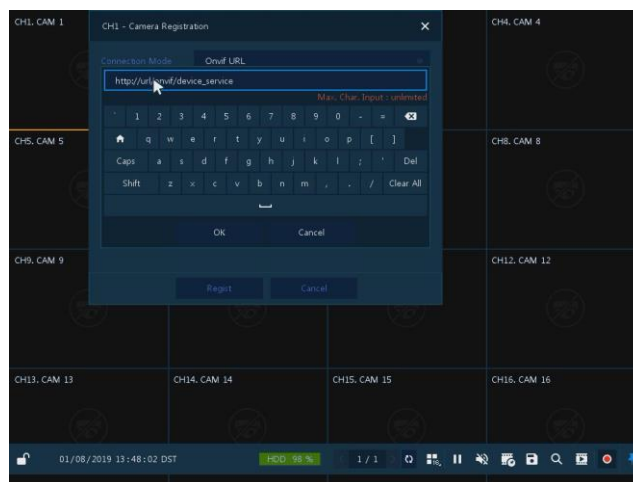 CH1. CAM 1
CH4. CAM 4
CH1 - Camera Registration
Connection Mode Onvif URL
http://url/onvif/device_service
Max. Char. Input : unlimited
` 1 2 3 4 5 6 7 8 9 0 - =
q w e r t y u i o p [ ]
Caps a s d f g h j k l ; ' Del
Shift z x c v b n m , . / Clear All
OK Cancel
Regist Cancel
CH5. CAM 5
CH8. CAM 8
CH9. CAM 9
CH12. CAM 12
CH13. CAM 13
CH14. CAM 14
CH15. CAM 15
CH16. CAM 16
01/08/2019 13:48:02 DST
HDD 98 %
1 / 1